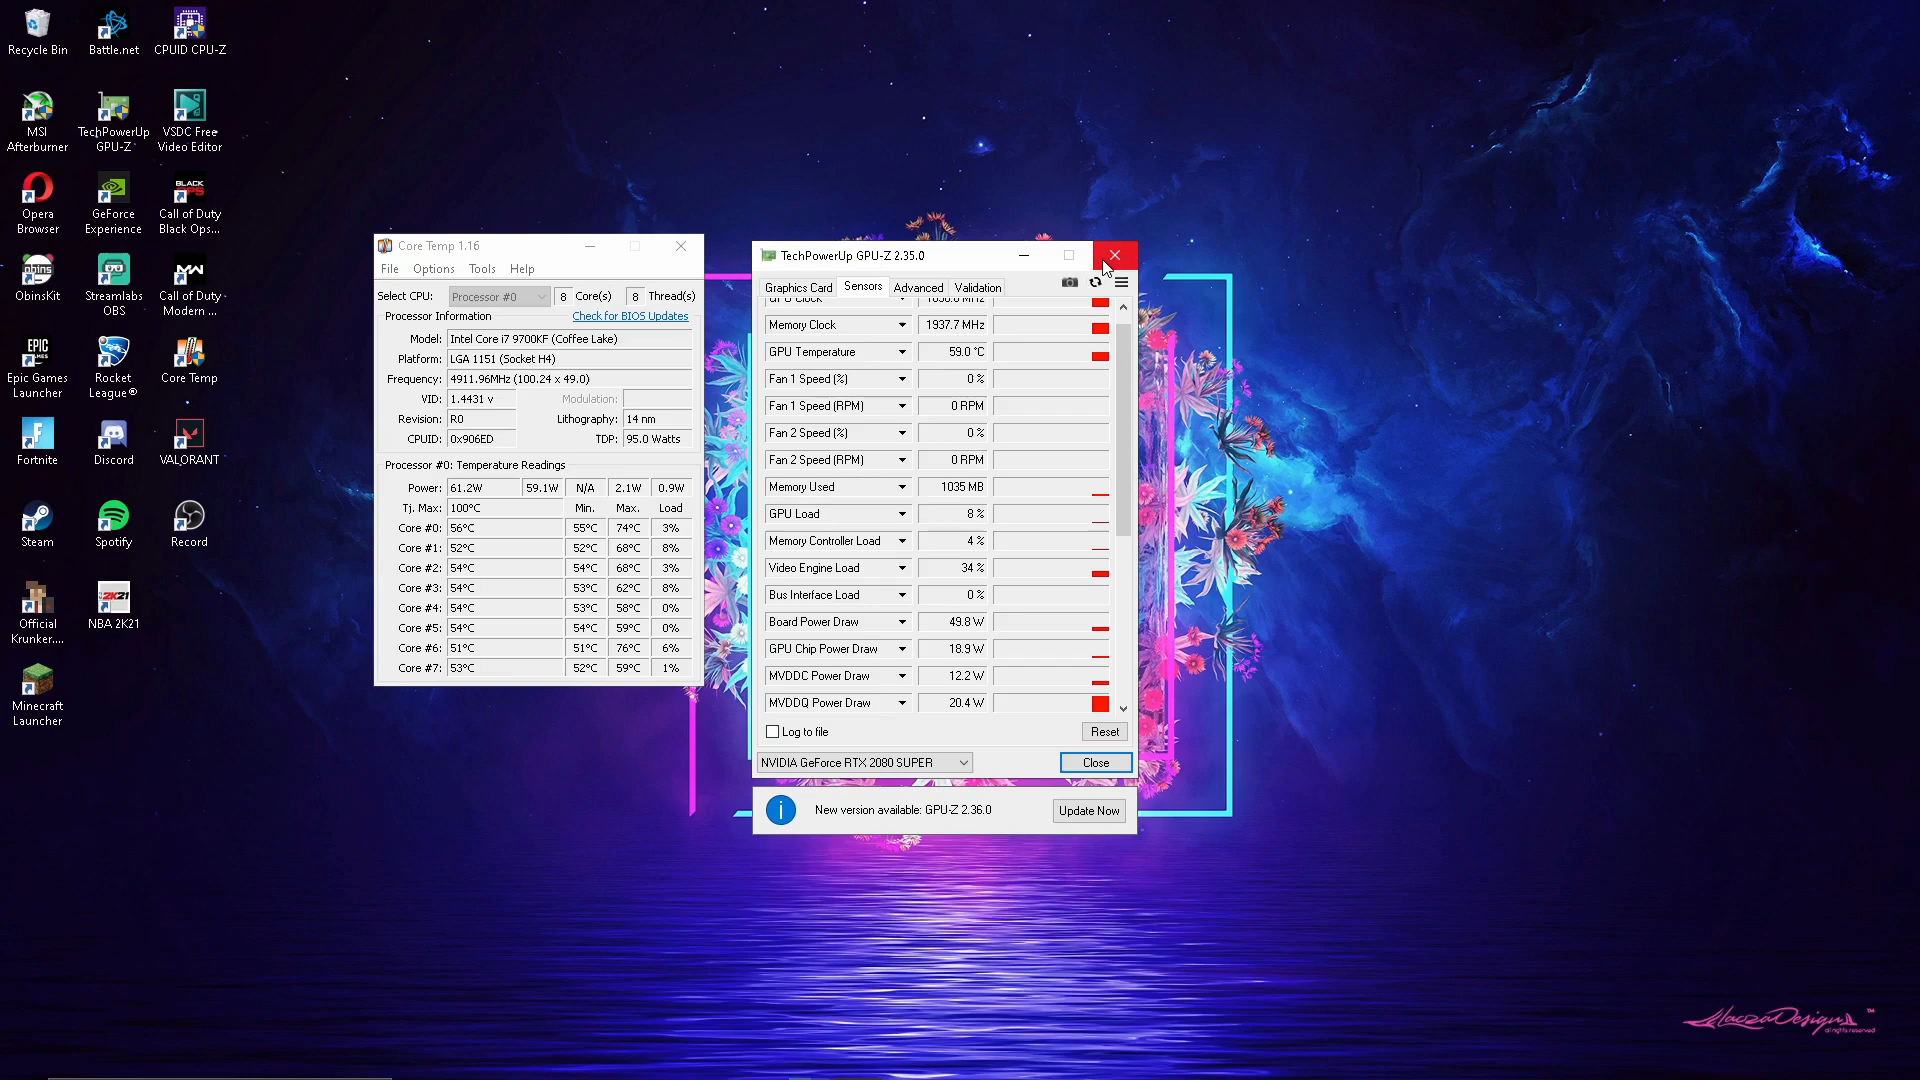 Recycle Bin
Battle.net
CPUID CPU-Z
MSI
Afterburner
TechPowerUp
GPU-Z
VSDC Free
Video Editor
Opera
Browser
GeForce
Experience
BLACK
Call of Duty
Black Ops...
obins
ObinsKit
Streamlabs
OBS
MW
Call of Duty
Modern ...
EPIC
GAMES
Epic Games
Launcher
Rocket
League®
Core Temp
Fortnite
Discord
VALORANT
Steam
Spotify
Record
Official
Krunker....
2K21
NBA 2K21
Minecraft
Launcher
Core Temp 1.16
File Options Tools Help
Select CPU: Processor #0 8 Core(s) 8 Thread(s)
Processor Information Check for BIOS Updates
Model: Intel Core i7 9700KF (Coffee Lake)
Platform: LGA 1151 (Socket H4)
Frequency: 4911.96MHz (100.24 x 49.0)
VID: 1.4431 v Modulation:
Revision: R0 Lithography: 14 nm
CPUID: 0x906ED TDP: 95.0 Watts
Processor #0: Temperature Readings
Power: 61.2W 59.1W N/A 2.1W 0.9W
Tj. Max: 100°C Min. Max. Load
Core #0: 56°C 55°C 74°C 3%
Core #1: 52°C 52°C 68°C 8%
Core #2: 54°C 54°C 68°C 3%
Core #3: 54°C 53°C 62°C 8%
Core #4: 54°C 53°C 58°C 0%
Core #5: 54°C 54°C 59°C 0%
Core #6: 51°C 51°C 76°C 6%
Core #7: 53°C 52°C 59°C 1%
TechPowerUp GPU-Z 2.35.0
Graphics Card Sensors Advanced Validation
GPU Clock
Memory Clock 1937.7 MHz
GPU Temperature 59.0 °C
Fan 1 Speed (%) 0 %
Fan 1 Speed (RPM) 0 RPM
Fan 2 Speed (%) 0 %
Fan 2 Speed (RPM) 0 RPM
Memory Used 1035 MB
GPU Load 8 %
Memory Controller Load 4 %
Video Engine Load 34 %
Bus Interface Load 0 %
Board Power Draw 49.8 W
GPU Chip Power Draw 18.9 W
MVDDC Power Draw 12.2 W
MVDDQ Power Draw 20.4 W
Log to file Reset
NVIDIA GeForce RTX 2080 SUPER Close
New version available: GPU-Z 2.36.0 Update Now
all rights reserved